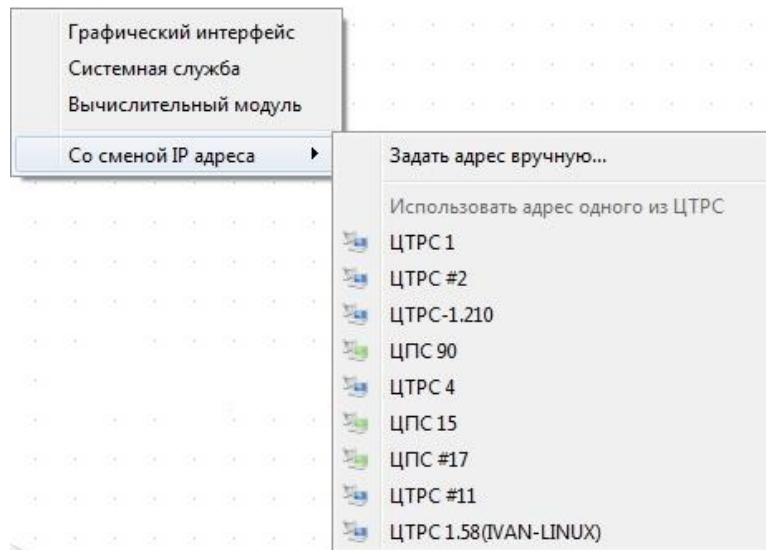 Графический интерфейс
Системная служба
Вычислительный модуль
Со сменой IP адреса
Задать адрес вручную...
Использовать адрес одного из ЦТРС
ЦТРС 1
ЦТРС #2
ЦТРС-1.210
ЦПС 90
ЦТРС 4
ЦПС 15
ЦПС #17
ЦТРС #11
ЦТРС 1.58(IVAN-LINUX)